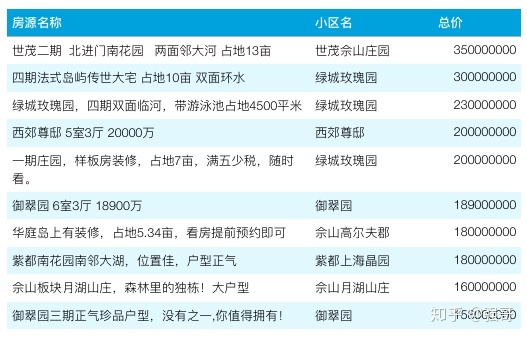 房源名称 小区名 总价
世茂二期 北进门南花园 两面邻大河 占地13亩 世茂佘山庄园 350000000
四期法式岛屿传世大宅 占地10亩 双面环水 绿城玫瑰园 300000000
绿城玫瑰园，四期双面临河，带游泳池占地4500平米 绿城玫瑰园 230000000
西郊尊邸 5室3厅 20000万 西郊尊邸 200000000
一期庄园，样板房装修，占地7亩，满五少税，随时 绿城玫瑰园 200000000
看。
御翠园 6室3厅 18900万 御翠园 189000000
华庭岛上有装修，占地5.34亩，看房提前预约即可 佘山高尔夫郡 180000000
紫都南花园南邻大湖，位置佳，户型正气 紫都上海晶园 180000000
佘山板块月湖山庄，森林里的独栋！大户型 佘山月湖山庄 160000000
御翠园三期正气珍品户型，没有之一,你值得拥有！ 御翠园
知乎